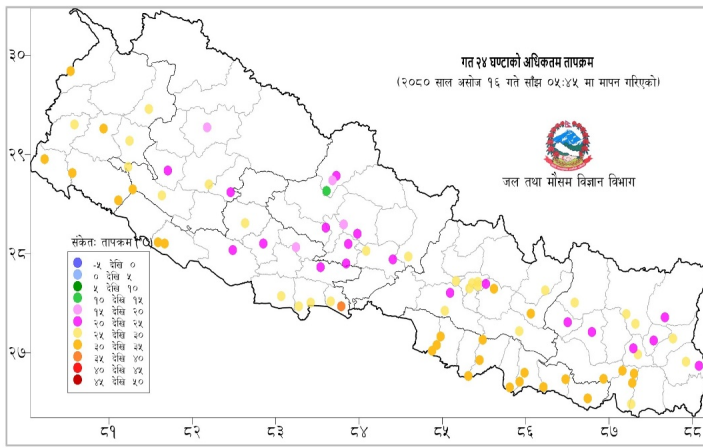 गत २४ घण्टाको अधिकतम तापक्रम
(२०८० साल असोज १६ गते साँझ ०५:४५ मा मापन गरिएको)
जल तथा मौसम विज्ञान विभाग
३०
२९
२८
२७
संकेतः तापक्रम (°C)
-५ देखि ०
० देखि ५
५ देखि १०
१० देखि १५
१५ देखि २०
२० देखि २५
२५ देखि ३०
३० देखि ३५
३५ देखि ४०
४० देखि ४५
४५ देखि ५०
८१ ८२ ८३ ८४ ८५ ८६ ८७ ८८